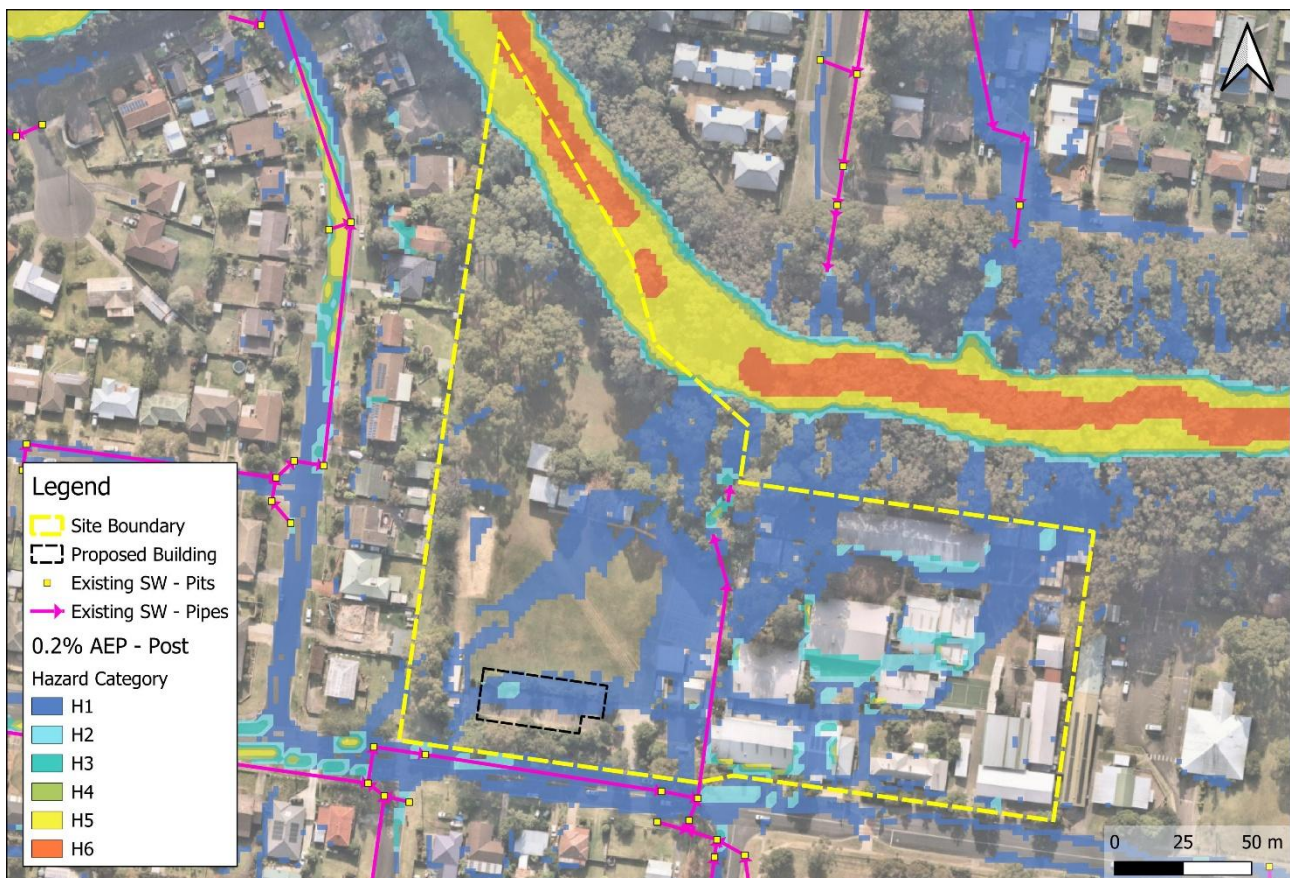 Legend
Site Boundary
Proposed Building
Existing SW - Pits
Existing SW - Pipes
0.2% AEP - Post
Hazard Category
H1
H2
H3
H4
H5
H6
0 25 50 m